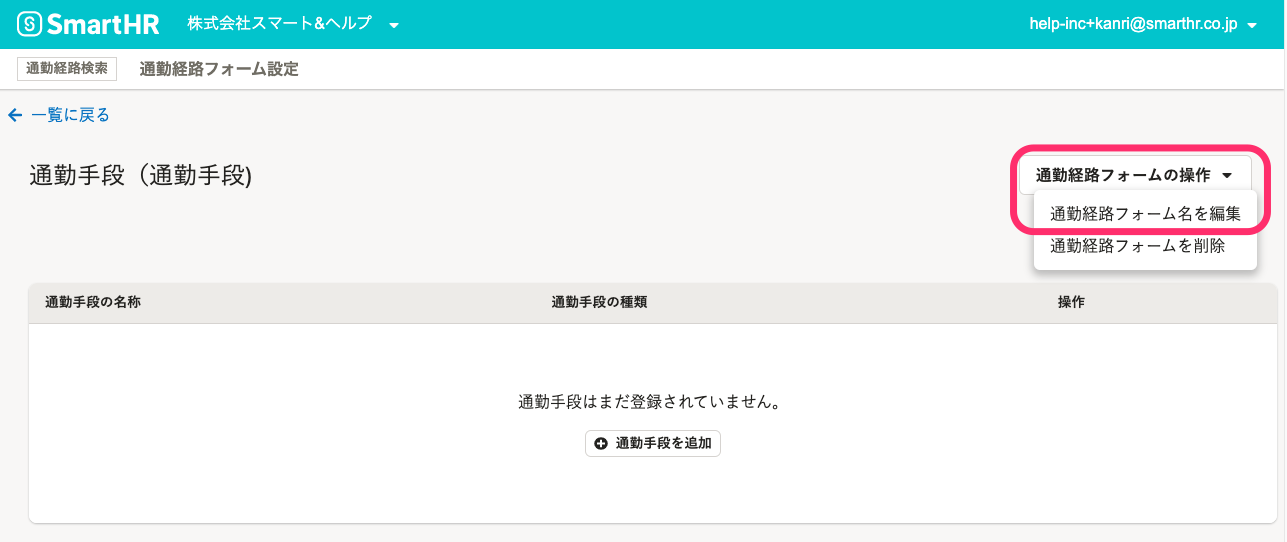 SmartHR 株式会社スマート&ヘルプ help-inc+kanri@smarthr.co.jp
通勤経路検索 通勤経路フォーム設定
一覧に戻る
通勤手段（通勤手段)
通勤経路フォームの操作
通勤経路フォーム名を編集
通勤経路フォームを削除
通勤手段の名称 通勤手段の種類 操作
通勤手段はまだ登録されていません。
通勤手段を追加